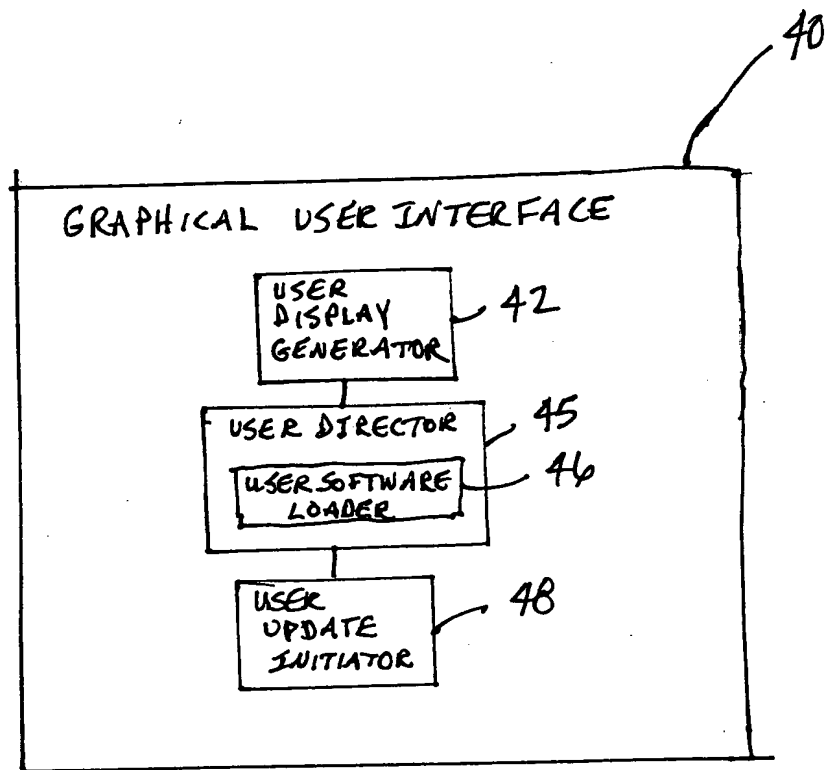 40
GRAPHICAL USER INTERFACE
USER
DISPLAY
GENERATOR
42
USER DIRECTOR
45
USER SOFTWARE
LOADER
46
USER
UPDATE
INITIATOR
48